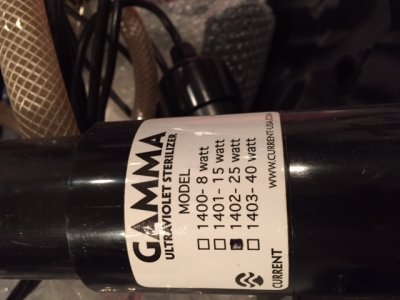 GAMMA
ULTRAVIOLET STERILIZER
MODEL
1400- 8 watt
1401- 15 watt
1402- 25 watt
1403- 40 watt
CURRENT
WWW.CURRENT-USA.COM